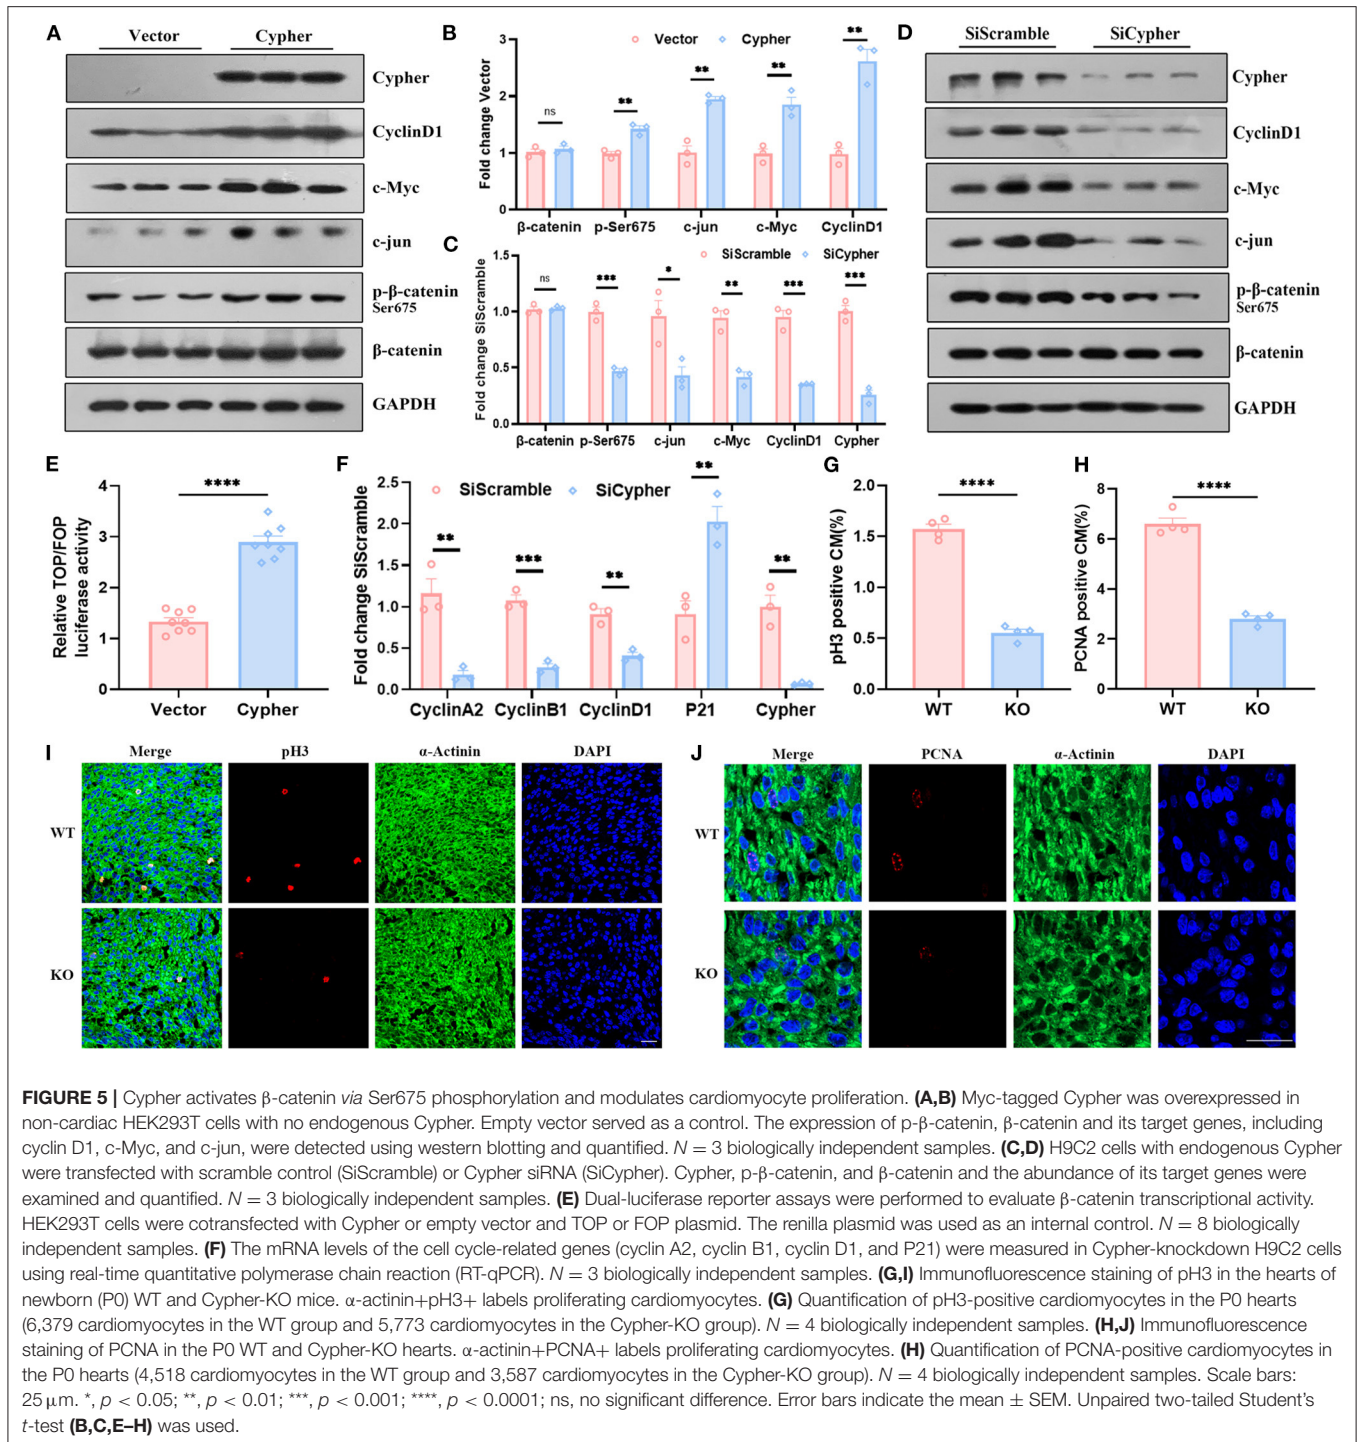 A
Vector Cypher
Cypher
CyclinD1
c-Myc
c-jun
p-β-catenin
Ser675
β-catenin
GAPDH
B
Vector Cypher
Fold change Vector
3
2
1
0
ns ** ** ** **
β-catenin p-Ser675 c-jun c-Myc CyclinD1
C
SiScramble SiCypher
Fold change SiScramble
1.5
1.0
0.5
0.0
ns *** * ** *** ***
β-catenin p-Ser675 c-jun c-Myc CyclinD1 Cypher
D
SiScramble SiCypher
Cypher
CyclinD1
c-Myc
c-jun
p-β-catenin
Ser675
β-catenin
GAPDH
E
Relative TOP/FOP
luciferase activity
4
3
2
1
0
****
Vector Cypher
F
SiScramble SiCypher
Fold change SiScramble
2.5
2.0
1.5
1.0
0.5
0.0
** *** ** ** **
CyclinA2 CyclinB1 CyclinD1 P21 Cypher
G
pH3 positive CM(%)
2.0
1.5
1.0
0.5
0.0
****
WT KO
H
PCNA positive CM(%)
8
6
4
2
0
****
WT KO
I
Merge pH3 α-Actinin DAPI
WT
KO
J
Merge PCNA α-Actinin DAPI
WT
KO
FIGURE 5 | Cypher activates β-catenin via Ser675 phosphorylation and modulates cardiomyocyte proliferation. (A,B) Myc-tagged Cypher was overexpressed in
non-cardiac HEK293T cells with no endogenous Cypher. Empty vector served as a control. The expression of p-β-catenin, β-catenin and its target genes, including
cyclin D1, c-Myc, and c-jun, were detected using western blotting and quantified. N = 3 biologically independent samples. (C,D) H9C2 cells with endogenous Cypher
were transfected with scramble control (SiScramble) or Cypher siRNA (SiCypher). Cypher, p-β-catenin, and β-catenin and the abundance of its target genes were
examined and quantified. N = 3 biologically independent samples. (E) Dual-luciferase reporter assays were performed to evaluate β-catenin transcriptional activity.
HEK293T cells were cotransfected with Cypher or empty vector and TOP or FOP plasmid. The renilla plasmid was used as an internal control. N = 8 biologically
independent samples. (F) The mRNA levels of the cell cycle-related genes (cyclin A2, cyclin B1, cyclin D1, and P21) were measured in Cypher-knockdown H9C2 cells
using real-time quantitative polymerase chain reaction (RT-qPCR). N = 3 biologically independent samples. (G,I) Immunofluorescence staining of pH3 in the hearts of
newborn (P0) WT and Cypher-KO mice. α-actinin+pH3+ labels proliferating cardiomyocytes. (G) Quantification of pH3-positive cardiomyocytes in the P0 hearts
(6,379 cardiomyocytes in the WT group and 5,773 cardiomyocytes in the Cypher-KO group). N = 4 biologically independent samples. (H,J) Immunofluorescence
staining of PCNA in the P0 WT and Cypher-KO hearts. α-actinin+PCNA+ labels proliferating cardiomyocytes. (H) Quantification of PCNA-positive cardiomyocytes in
the P0 hearts (4,518 cardiomyocytes in the WT group and 3,587 cardiomyocytes in the Cypher-KO group). N = 4 biologically independent samples. Scale bars:
25 μm. *, p < 0.05; **, p < 0.01; ***, p < 0.001; ****, p < 0.0001; ns, no significant difference. Error bars indicate the mean ± SEM. Unpaired two-tailed Student's
t-test (B,C,E–H) was used.